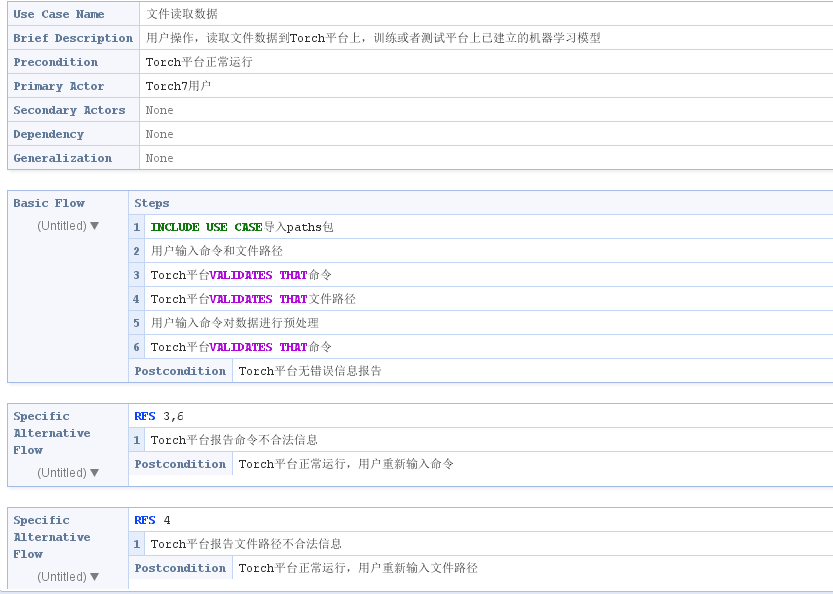 Use Case Name 文件读取数据
Brief Description 用户操作，读取文件数据到Torch平台上，训练或者测试平台上已建立的机器学习模型
Precondition Torch平台正常运行
Primary Actor Torch7用户
Secondary Actors None
Dependency None
Generalization None
Basic Flow Steps
(Untitled) ▼
1 INCLUDE USE CASE导入paths包
2 用户输入命令和文件路径
3 Torch平台VALIDATES THAT命令
4 Torch平台VALIDATES THAT文件路径
5 用户输入命令对数据进行预处理
6 Torch平台VALIDATES THAT命令
Postcondition Torch平台无错误信息报告
Specific Alternative Flow
(Untitled) ▼
RFS 3,6
1 Torch平台报告命令不合法信息
Postcondition Torch平台正常运行，用户重新输入命令
Specific Alternative Flow
(Untitled) ▼
RFS 4
1 Torch平台报告文件路径不合法信息
Postcondition Torch平台正常运行，用户重新输入文件路径